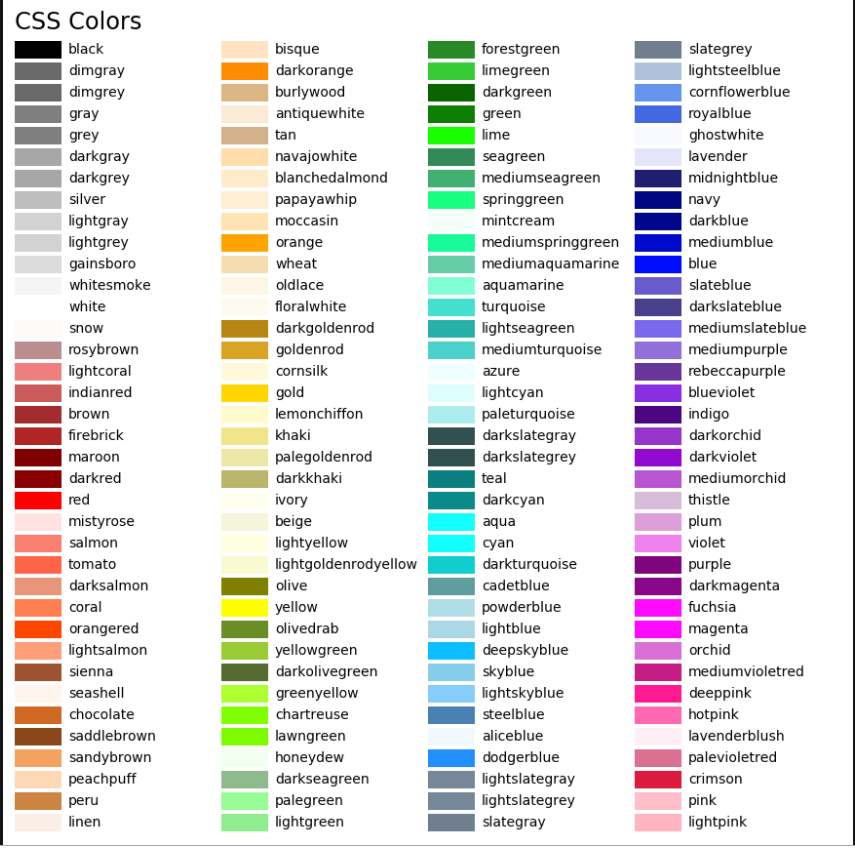 CSS Colors
black
dimgray
dimgrey
gray
grey
darkgray
darkgrey
silver
lightgray
lightgrey
gainsboro
whitesmoke
white
snow
rosybrown
lightcoral
indianred
brown
firebrick
maroon
darkred
red
mistyrose
salmon
tomato
darksalmon
coral
orangered
lightsalmon
sienna
seashell
chocolate
saddlebrown
sandybrown
peachpuff
peru
linen
bisque
darkorange
burlywood
antiquewhite
tan
navajowhite
blanchedalmond
papayawhip
moccasin
orange
wheat
oldlace
floralwhite
darkgoldenrod
goldenrod
cornsilk
gold
lemonchiffon
khaki
palegoldenrod
darkkhaki
ivory
beige
lightyellow
lightgoldenrodyellow
olive
yellow
olivedrab
yellowgreen
darkolivegreen
greenyellow
chartreuse
lawngreen
honeydew
darkseagreen
palegreen
lightgreen
forestgreen
limegreen
darkgreen
green
lime
seagreen
mediumseagreen
springgreen
mintcream
mediumspringgreen
mediumaquamarine
aquamarine
turquoise
lightseagreen
mediumturquoise
azure
lightcyan
paleturquoise
darkslategray
darkslategrey
teal
darkcyan
aqua
cyan
darkturquoise
cadetblue
powderblue
lightblue
deepskyblue
skyblue
lightskyblue
steelblue
aliceblue
dodgerblue
lightslategray
lightslategrey
slategray
slategrey
lightsteelblue
cornflowerblue
royalblue
ghostwhite
lavender
midnightblue
navy
darkblue
mediumblue
blue
slateblue
darkslateblue
mediumslateblue
mediumpurple
rebeccapurple
blueviolet
indigo
darkorchid
darkviolet
mediumorchid
thistle
plum
violet
purple
darkmagenta
fuchsia
magenta
orchid
mediumvioletred
deeppink
hotpink
lavenderblush
palevioletred
crimson
pink
lightpink